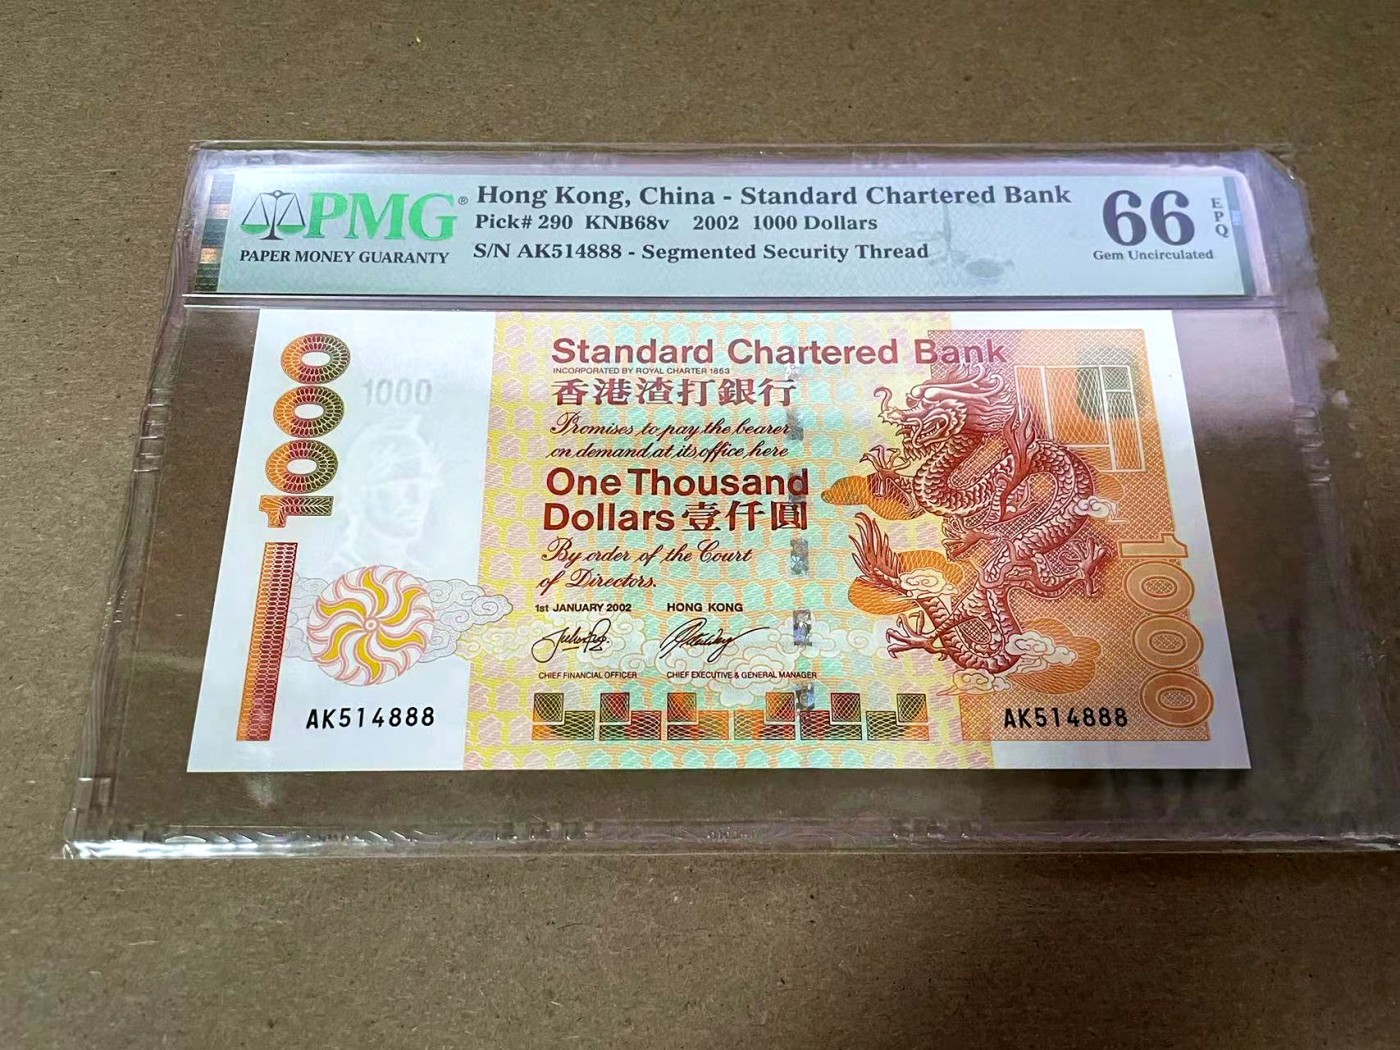 PMG®
PAPER MONEY GUARANTY
Hong Kong, China - Standard Chartered Bank
Pick# 290 KNB68v 2002 1000 Dollars
S/N AK514888 - Segmented Security Thread
66
EPQ
Gem Uncirculated
1000
1000
Standard Chartered Bank
INCORPORATED BY ROYAL CHARTER 1853
香港渣打銀行
Promises to pay the bearer
on demand at its office here
One Thousand
Dollars 壹仟圓
By order of the Court
of Directors.
1st JANUARY 2002 HONG KONG
CHIEF FINANCIAL OFFICER CHIEF EXECUTIVE & GENERAL MANAGER
AK514888
AK514888
1000